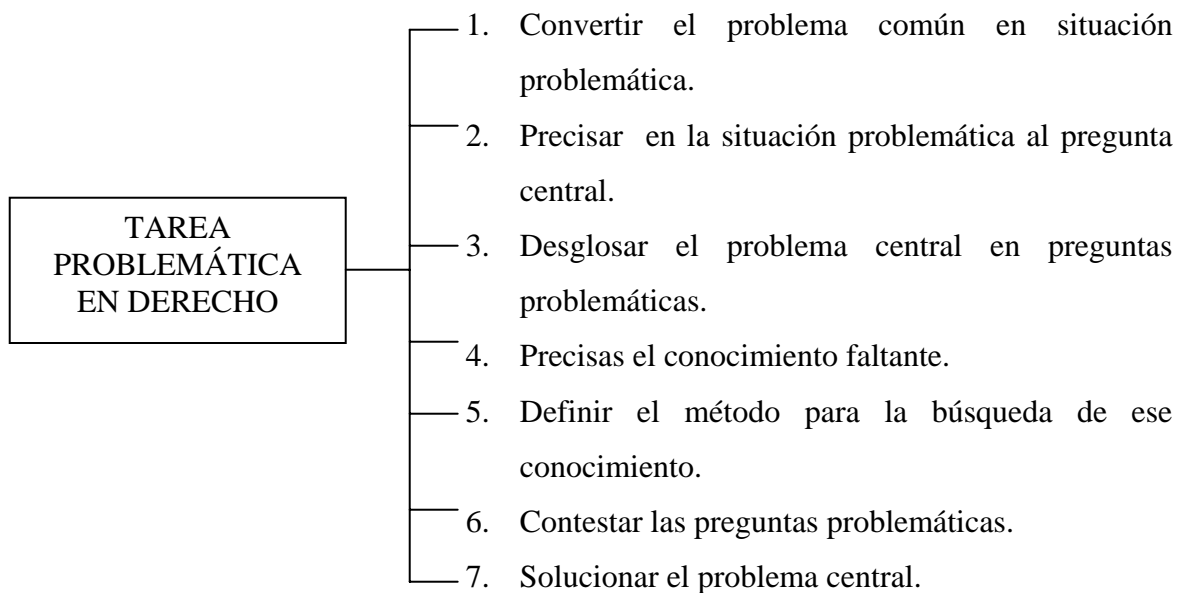 TAREA
PROBLEMÁTICA
EN DERECHO
1. Convertir el problema común en situación
problemática.
2. Precisar en la situación problemática al pregunta
central.
3. Desglosar el problema central en preguntas
problemáticas.
4. Precisas el conocimiento faltante.
5. Definir el método para la búsqueda de ese
conocimiento.
6. Contestar las preguntas problemáticas.
7. Solucionar el problema central.